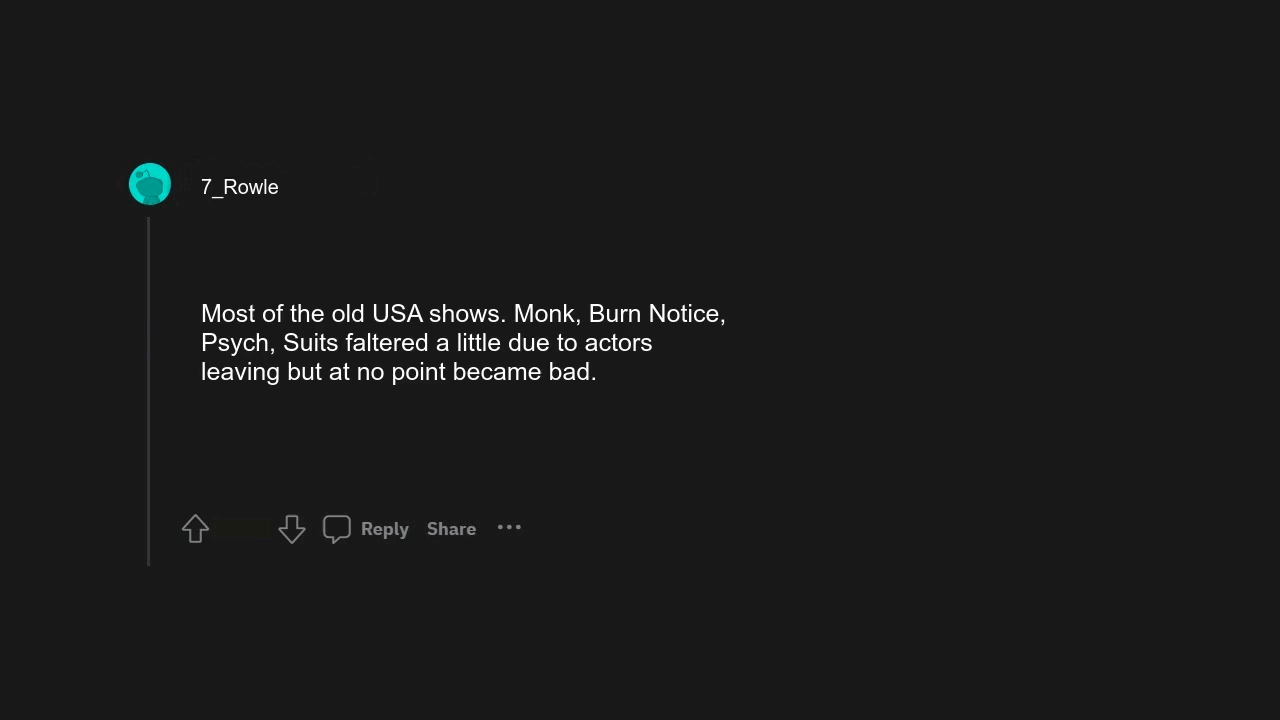 7_Rowle
Most of the old USA shows. Monk, Burn Notice,
Psych, Suits faltered a little due to actors
leaving but at no point became bad.
Reply Share